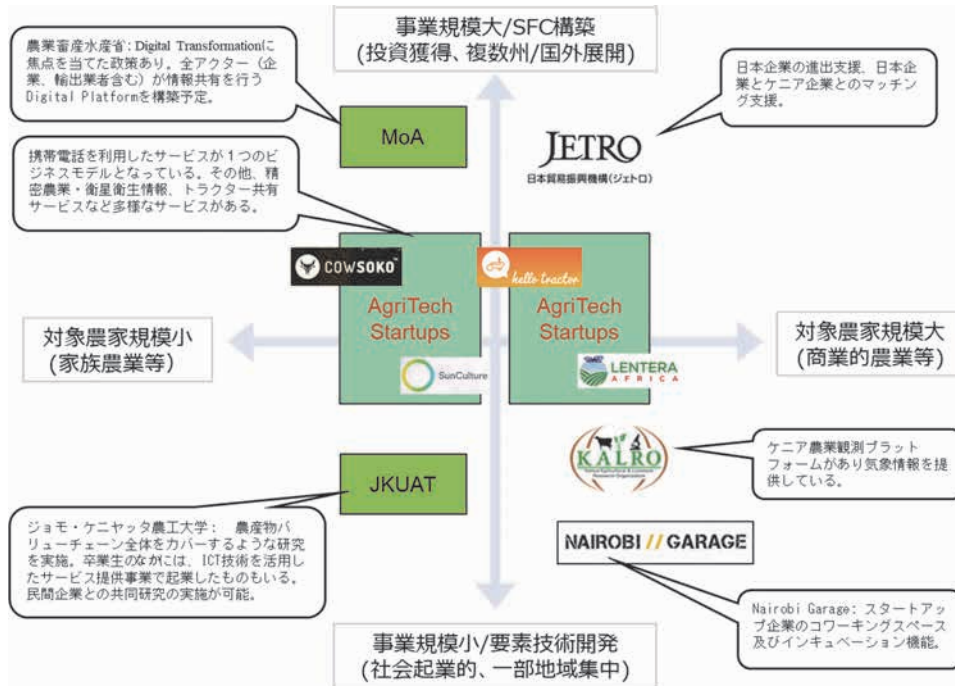 事業規模大/SFC構築
(投資獲得、複数州/国外展開)
農業畜産水産省: Digital Transformationに
焦点を当てた政策あり。全アクター（企
業、輸出業者含む）が情報共有を行う
Digital Platformを構築予定。
日本企業の進出支援、日本企
業とケニア企業とのマッチ
ング支援。
MoA
JETRO
日本貿易振興機構(ジェトロ)
携帯電話を利用したサービスが１つのビ
ジネスモデルとなっている。その他、精
密農業・衛星衛生情報、トラクター共有
サービスなど多様なサービスがある。
COWSOKO™
hello tractor
AgriTech
Startups
AgriTech
Startups
対象農家規模小
(家族農業等)
対象農家規模大
(商業的農業等)
SunCulture
LENTERA
AFRICA
KALRO
ケニア農業観測プラット
フォームがあり気象情報を提
供している。
JKUAT
ジョモ・ケニヤッタ農工大学： 農産物バ
リューチェーン全体をカバーするような研究
を実施。卒業生のなかには、ICT技術を活用し
たサービス提供事業で起業したものもいる。
民間企業との共同研究の実施が可能。
NAIROBI // GARAGE
Nairobi Garage: スタートアッ
プ企業のコワーキングスペース
及びインキュベーション機能。
事業規模小/要素技術開発
(社会起業的、一部地域集中)